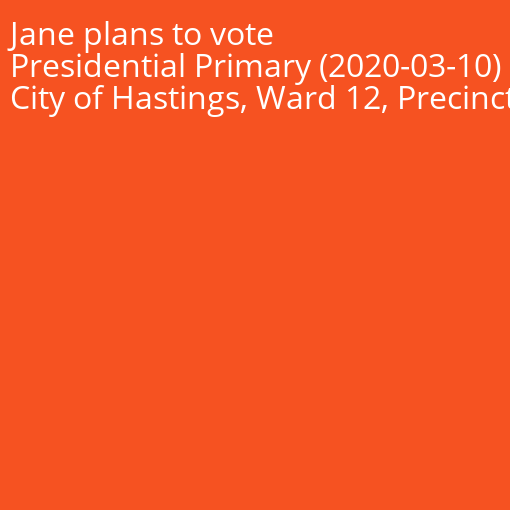 Jane plans to vote
Presidential Primary (2020-03-10)
City of Hastings, Ward 12, Precinct